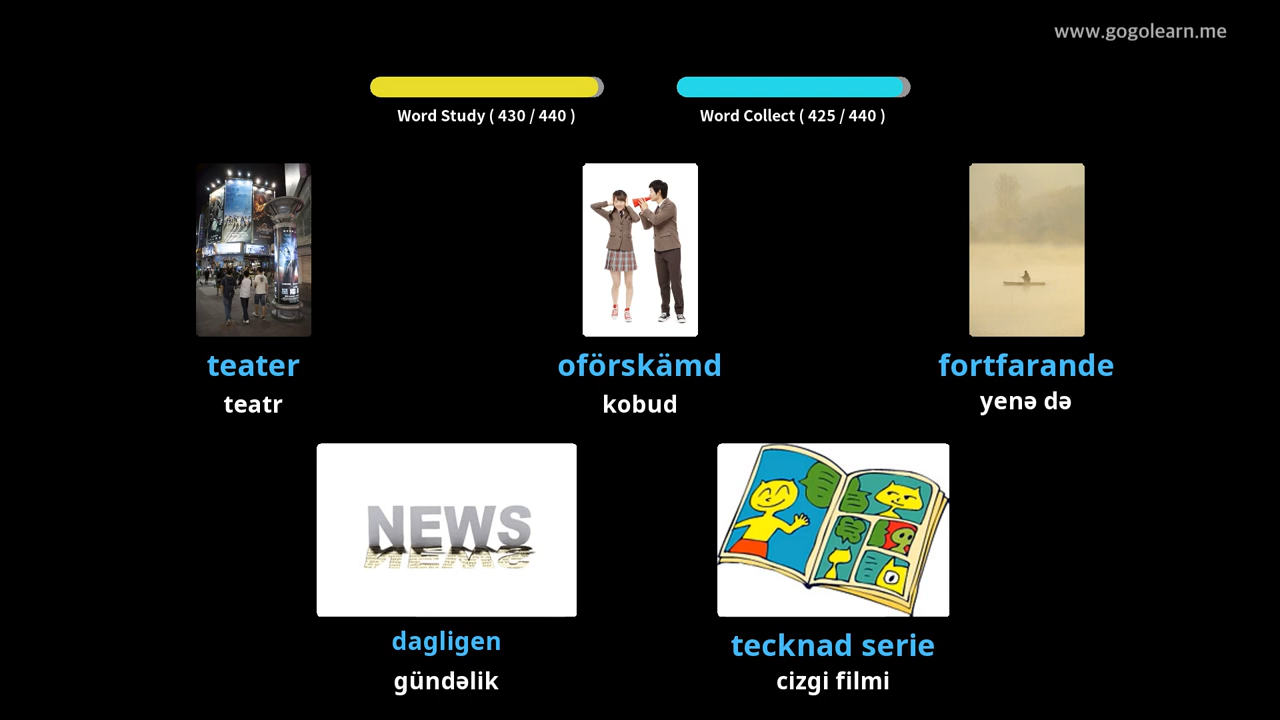 www.gogolearn.me
Word Study ( 430 / 440 )
Word Collect ( 425 / 440 )
teater
teatr
oförskämd
kobud
fortfarande
yenə də
NEWS
dagligen
gündəlik
tecknad serie
cizgi filmi